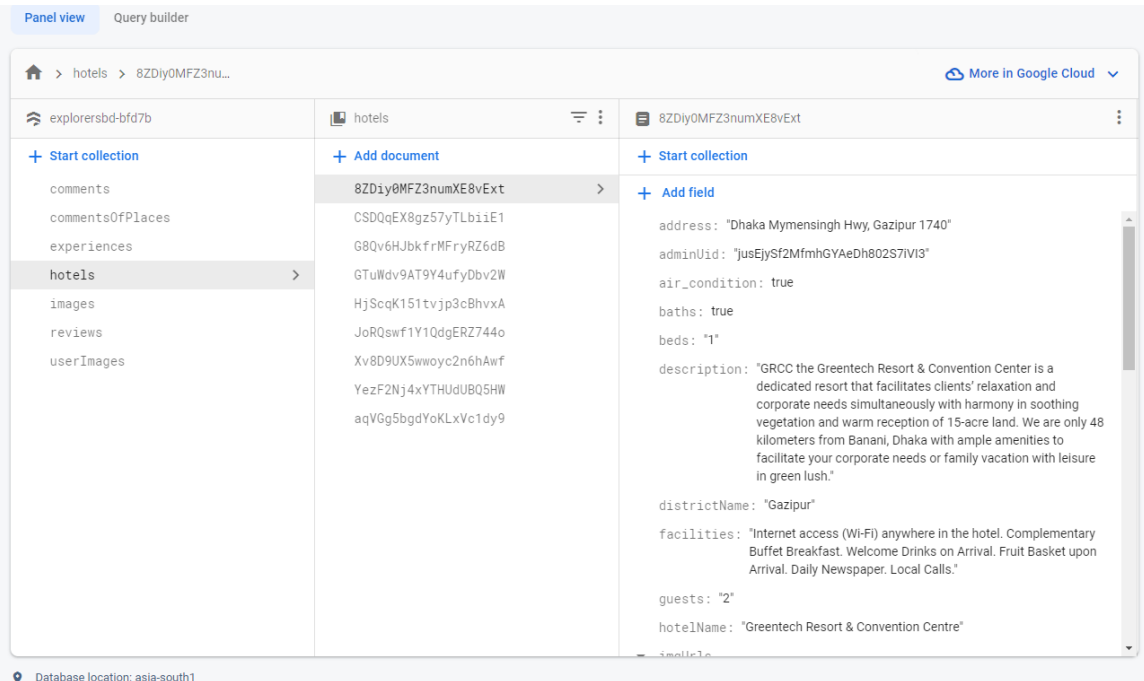 Panel view
Query builder
hotels
8ZDiy0MFZ3nu...
More in Google Cloud
explorersbd-bfd7b
Start collection
comments
commentsOfPlaces
experiences
hotels
images
reviews
userImages
hotels
Add document
8ZDiy0MFZ3numXE8vExt
CSDQqEX8gz57yTLbiiE1
G8Qv6HJbkfrMFryRZ6dB
GTuWdv9AT9Y4ufyDbv2W
HjScqK151tvjp3cBhvxA
JoRQswf1Y1QdgERZ744o
Xv8D9UX5wwoyc2n6hAwf
YezF2Nj4xYTHUdUBQ5HW
aqVGg5bgdYoKLxVc1dy9
8ZDiy0MFZ3numXE8vExt
Start collection
Add field
address: "Dhaka Mymensingh Hwy, Gazipur 1740"
adminUid: "jusEjySf2MfmhGYAeDh802S7iVI3"
air_condition: true
baths: true
beds: "1"
description: "GRCC the Greentech Resort & Convention Center is a
dedicated resort that facilitates clients’ relaxation and
corporate needs simultaneously with harmony in soothing
vegetation and warm reception of 15-acre land. We are only 48
kilometers from Banani, Dhaka with ample amenities to
facilitate your corporate needs or family vacation with leisure
in green lush."
districtName: "Gazipur"
facilities: "Internet access (Wi-Fi) anywhere in the hotel. Complementary
Buffet Breakfast. Welcome Drinks on Arrival. Fruit Basket upon
Arrival. Daily Newspaper. Local Calls."
guests: "2"
hotelName: "Greentech Resort & Convention Centre"
imgUrls
Database location: asia-south1